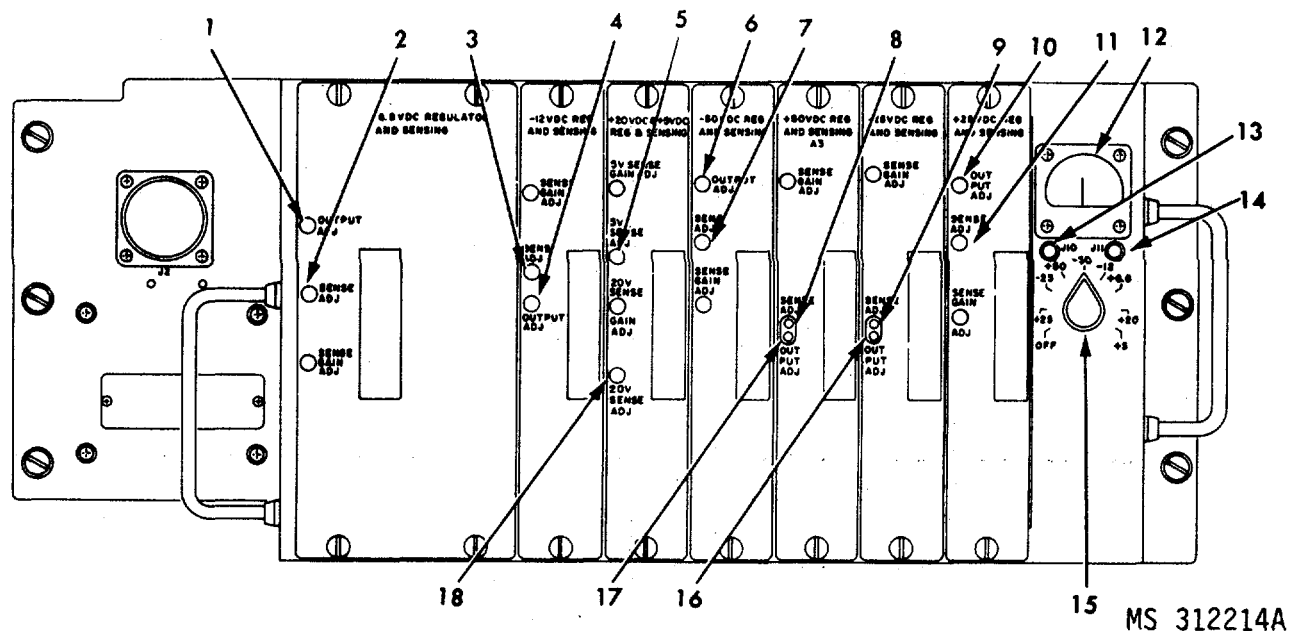 1
2
3
4
5
6
7
8
9
10
11
12
13
14
15
16
17
18
6.8VDC REGULATOR
AND SENSING
OUTPUT
ADJ
SENSE
ADJ
SENSE
GAIN
ADJ
J2
-12VDC REG
AND SENSING
SENSE
GAIN
ADJ
SENSE
ADJ
OUTPUT
ADJ
+20VDC &+5VDC
REG & SENSING
5V SENSE
GAIN ADJ
5V
SENSE
ADJ
20V
SENSE
GAIN
ADJ
20V
SENSE
ADJ
-50VDC REG
AND SENSING
OUTPUT
ADJ
SENSE
ADJ
SENSE
GAIN
ADJ
+50VDC REG
AND SENSING
A3
SENSE
GAIN
ADJ
SENSE
ADJ
OUT
PUT
ADJ
-25VDC REG
AND SENSING
SENSE
GAIN
ADJ
SENSE
ADJ
OUT
PUT
ADJ
+25VDC REG
AND SENSING
OUT
PUT
ADJ
SENSE
ADJ
SENSE
GAIN
ADJ
J10
J11
-50
+50
-12
-25
+6.8
+25
+20
OFF
+5
MS 312214A